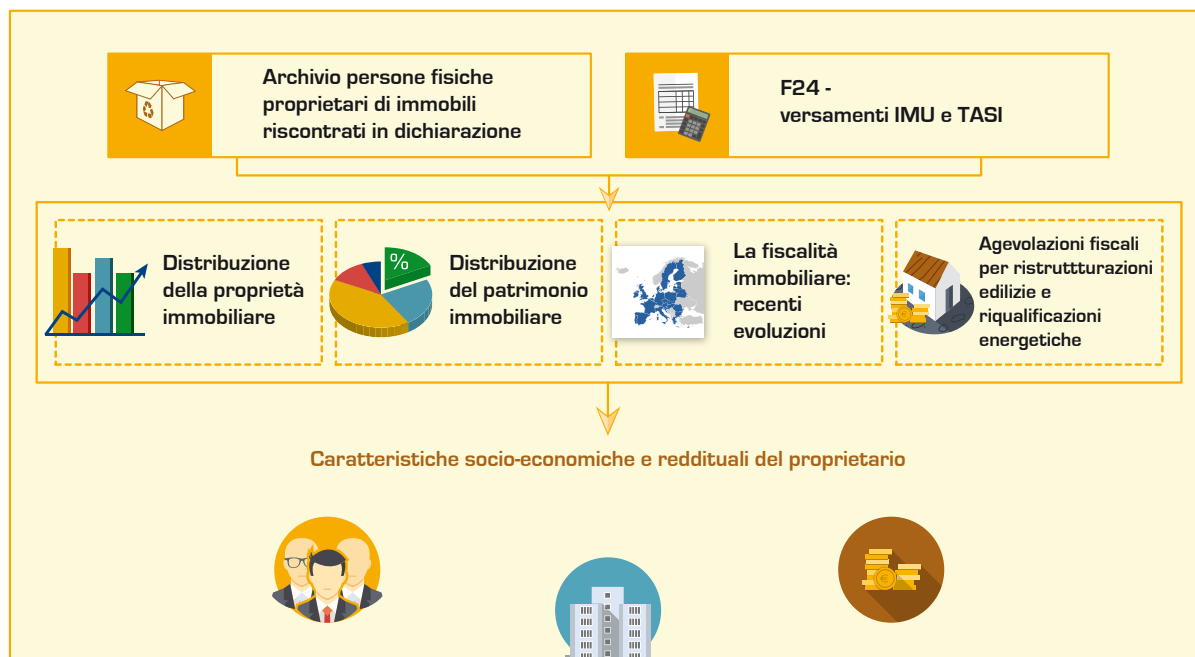 Archivio persone fisiche
proprietari di immobili
riscontrati in dichiarazione
F24 -
versamenti IMU e TASI
Distribuzione
della proprietà
immobiliare
%
Distribuzione
del patrimonio
immobiliare
La fiscalità
immobiliare:
recenti
evoluzioni
Agevolazioni fiscali
per ristruttturazioni
edilizie e
riqualificazioni
energetiche
Caratteristiche socio-economiche e reddituali del proprietario